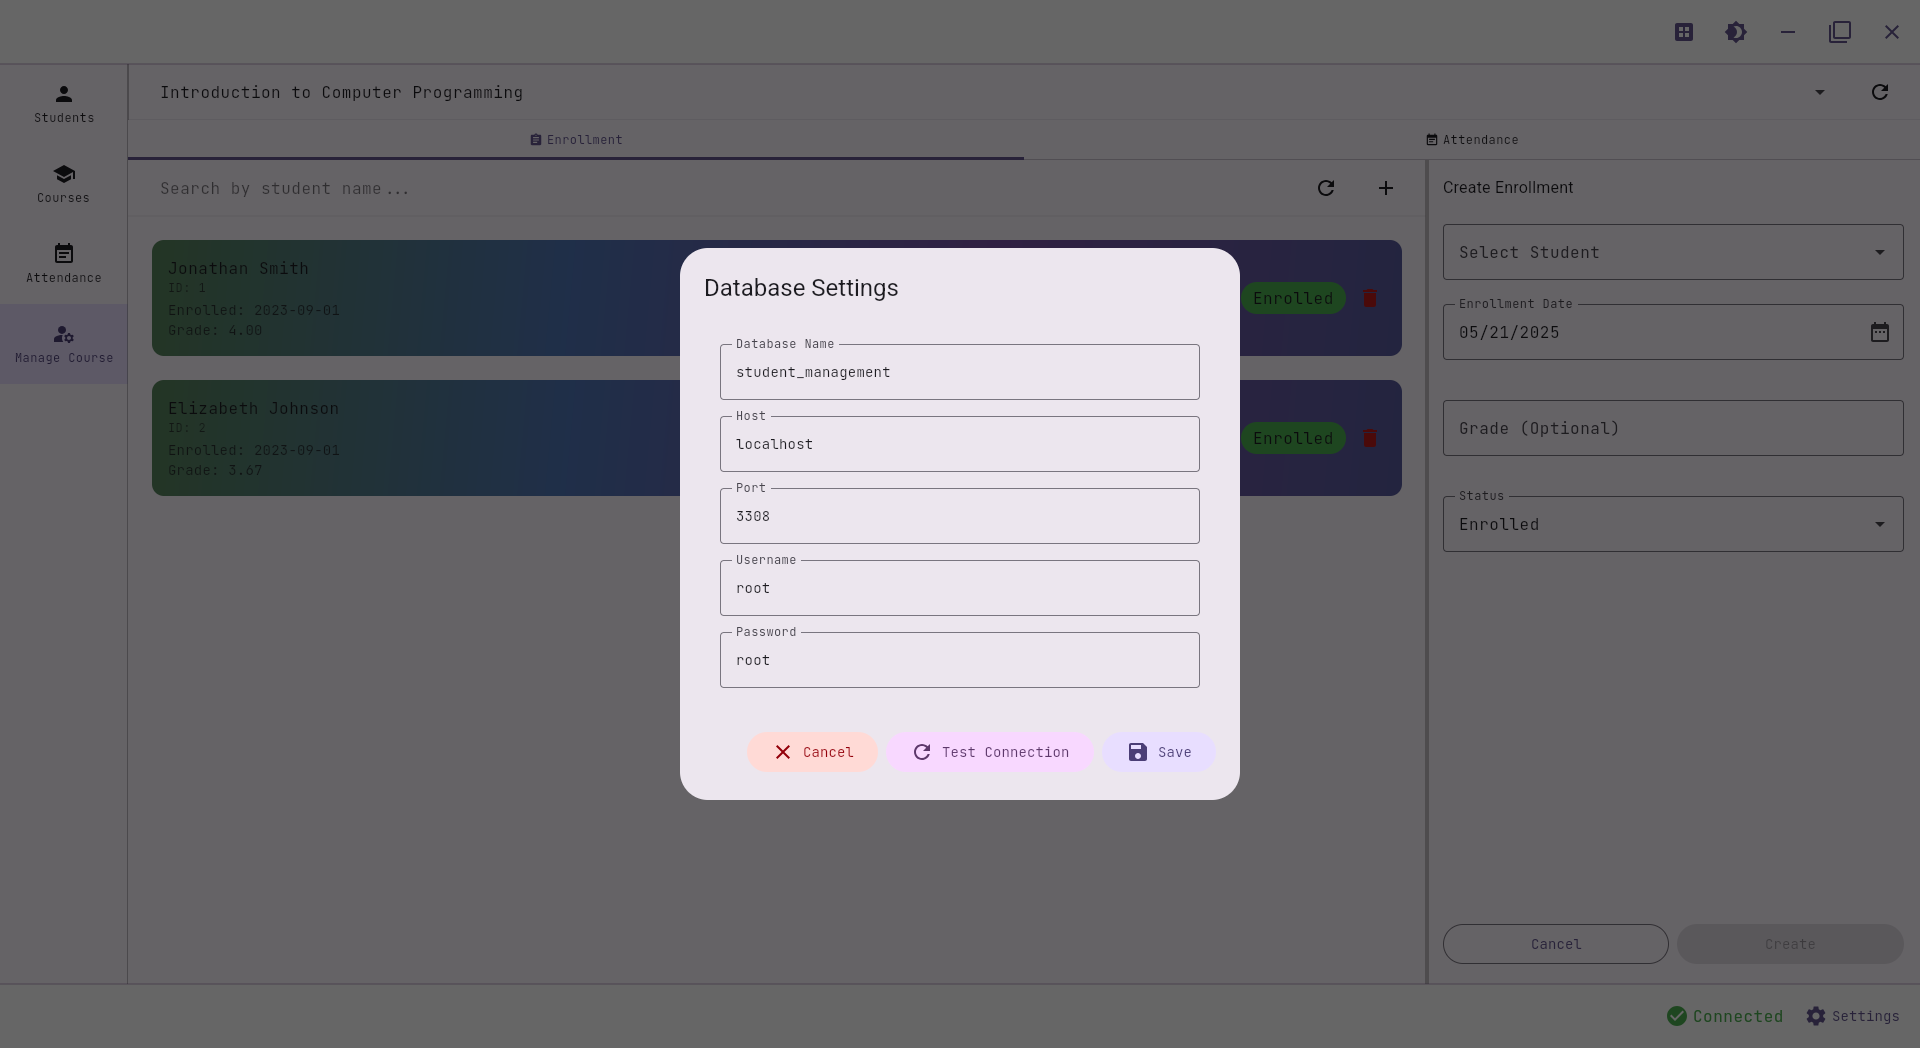 Students
Courses
Attendance
Manage Course
Introduction to Computer Programming
Enrollment
Attendance
Search by student name...
Jonathan Smith
ID: 1
Enrolled: 2023-09-01
Grade: 4.00
Enrolled
Elizabeth Johnson
ID: 2
Enrolled: 2023-09-01
Grade: 3.67
Enrolled
Database Settings
Database Name
student_management
Host
localhost
Port
3308
Username
root
Password
root
Cancel
Test Connection
Save
Create Enrollment
Select Student
Enrollment Date
05/21/2025
Grade (Optional)
Status
Enrolled
Cancel
Create
Connected
Settings